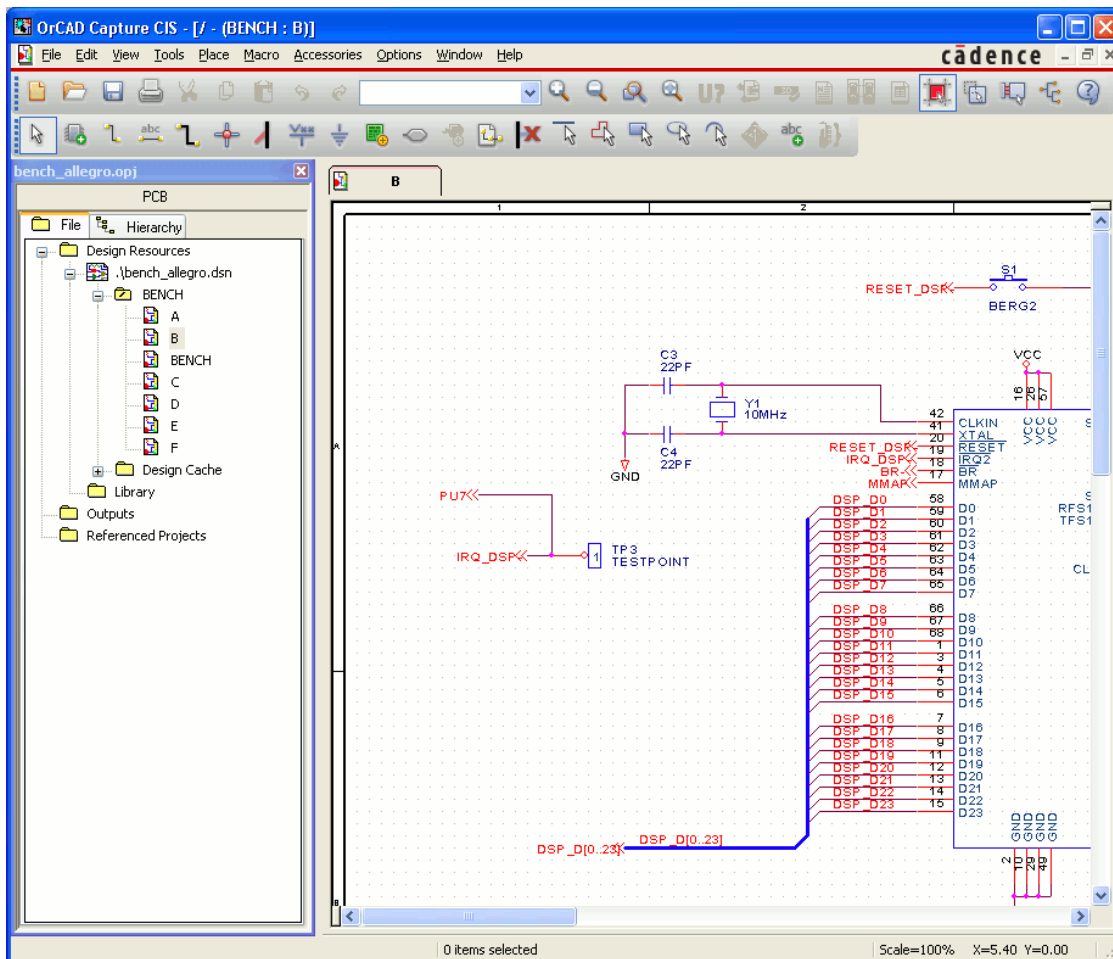 OrCAD Capture CIS - [/ - (BENCH : B)]
File Edit View Tools Place Macro Accessories Options Window Help
cādence
U?
abc
abc
bench_allegro.opj
PCB
File Hierarchy
Design Resources
.\bench_allegro.dsn
BENCH
A
B
BENCH
C
D
E
F
Design Cache
Library
Outputs
Referenced Projects
B
1 2
A
B
S1
RESET_DSP
BERG2
C3
22PF
VCC
Y1
10MHz
C4
22PF
GND
16 26 57
VCC VCC VCC
42 CLKIN
41 XTAL
RESET_DSP 20 RESET
IRQ_DSP 19 IRQ2
BR- 18 BR
MMAP 17 MMAP
PU7
IRQ_DSP
1
TP3
TESTPOINT
DSP_D0 58 D0
DSP_D1 59 D1
DSP_D2 60 D2
DSP_D3 61 D3
DSP_D4 62 D4
DSP_D5 63 D5
DSP_D6 64 D6
DSP_D7 65 D7
RFS1
TFS1
CL
DSP_D8 66 D8
DSP_D9 67 D9
DSP_D10 68 D10
DSP_D11 1 D11
DSP_D12 3 D12
DSP_D13 4 D13
DSP_D14 5 D14
DSP_D15 6 D15
DSP_D16 7 D16
DSP_D17 8 D17
DSP_D18 9 D18
DSP_D19 11 D19
DSP_D20 12 D20
DSP_D21 13 D21
DSP_D22 14 D22
DSP_D23 15 D23
DSP_D[0..23] DSP_D[0..23]
GND GND GND GND
2 10 29 49
0 items selected
Scale=100% X=5.40 Y=0.00